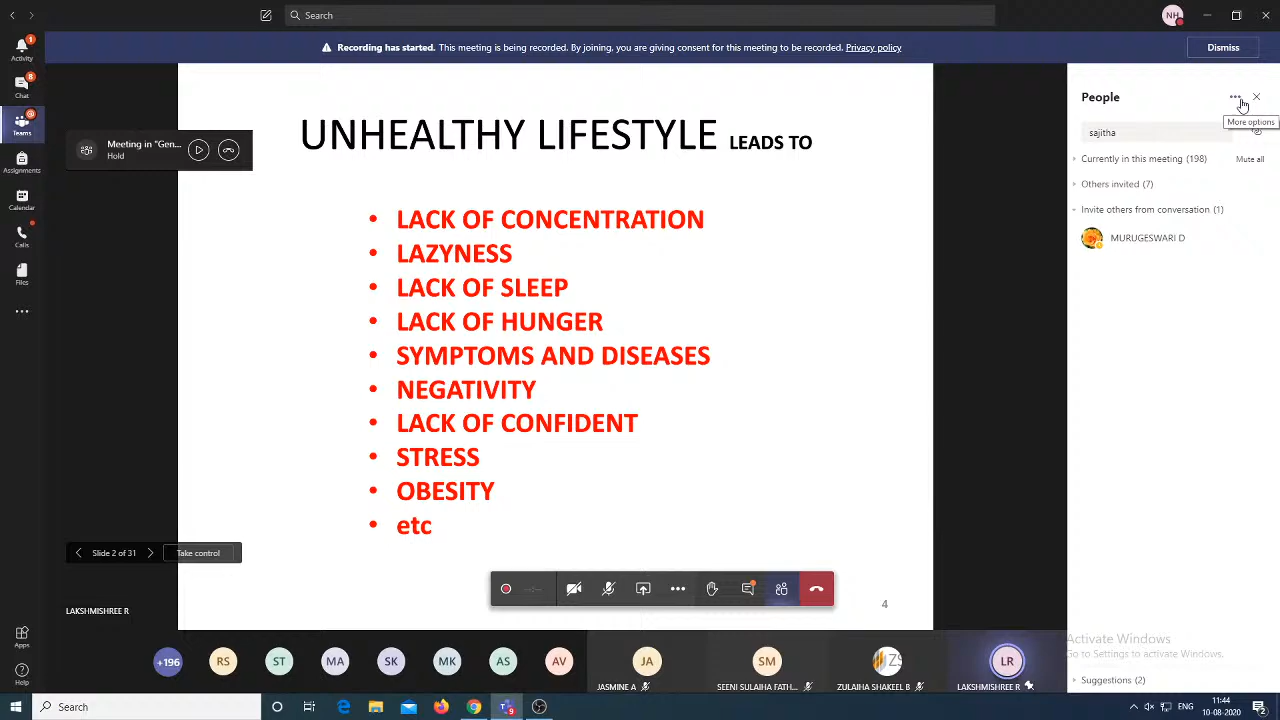 Search
NH
Recording has started. This meeting is being recorded. By joining, you are giving consent for this meeting to be recorded. Privacy policy
Dismiss
1
Activity
8
Chat
Teams
Assignments
Calendar
Calls
Files
Apps
Help
Meeting in "Gen...
Hold
UNHEALTHY LIFESTYLE LEADS TO
• LACK OF CONCENTRATION
• LAZYNESS
• LACK OF SLEEP
• LACK OF HUNGER
• SYMPTOMS AND DISEASES
• NEGATIVITY
• LACK OF CONFIDENT
• STRESS
• OBESITY
• etc
4
Slide 2 of 31
Take control
--:--
LAKSHMISHREE R
People
More options
sajitha
Currently in this meeting (198)
Mute all
Others invited (7)
Invite others from conversation (1)
MURUGESWARI D
Activate Windows
Go to Settings to activate Windows.
Suggestions (2)
+196
RS
ST
MA
SK
MK
AS
AV
JA
JASMINE A
SM
SEENI SULAIHA FATH...
ZS
ZULAIHA SHAKEEL B
LR
LAKSHMISHREE R
Search
9
ENG
11:44
10-08-2020
2